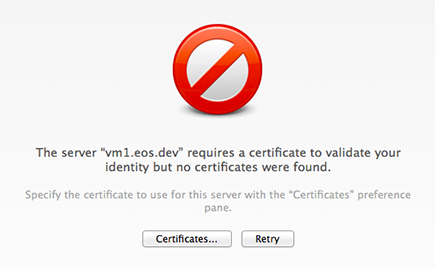 The server “vm1.eos.dev” requires a certificate to validate your
identity but no certificates were found.
Specify the certificate to use for this server with the “Certificates” preference
pane.
Certificates... Retry